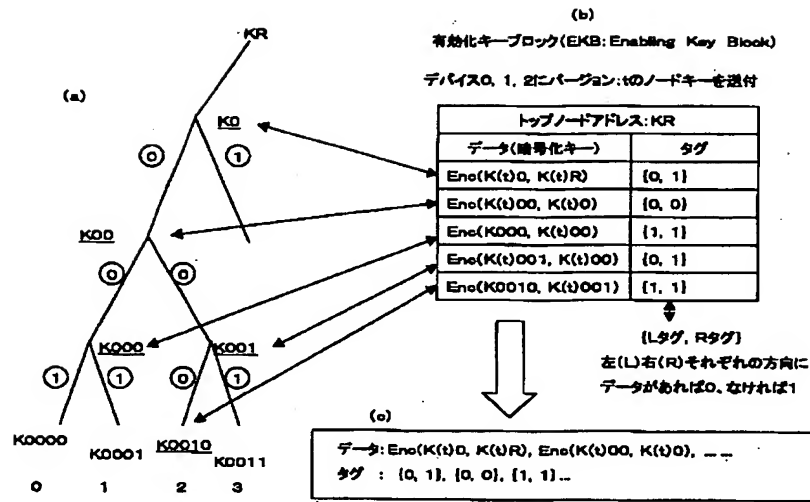 (a)
KR
K0
0
1
K00
0
0
K000
K001
1
1
0
1
K0000
K0001
K0010
K0011
0
1
2
3
(b)
有効化キーブロック(EKB:Enabling Key Block)
デバイス0, 1, 2にバージョン:tのノードキーを送付
トップノードアドレス:KR
データ(暗号化キー) タグ
Enc(K(t)0, K(t)R) {0, 1}
Enc(K(t)00, K(t)0) {0, 0}
Enc(K000, K(t)00) {1, 1}
Enc(K(t)001, K(t)00) {0, 1}
Enc(K0010, K(t)001) {1, 1}
{Lタグ, Rタグ}
左(L)右(R)それぞれの方向に
データがあれば0、なければ1
(c)
データ:Enc(K(t)0, K(t)R), Enc(K(t)00, K(t)0), ......
タグ : {0, 1}, {0, 0}, {1, 1}...